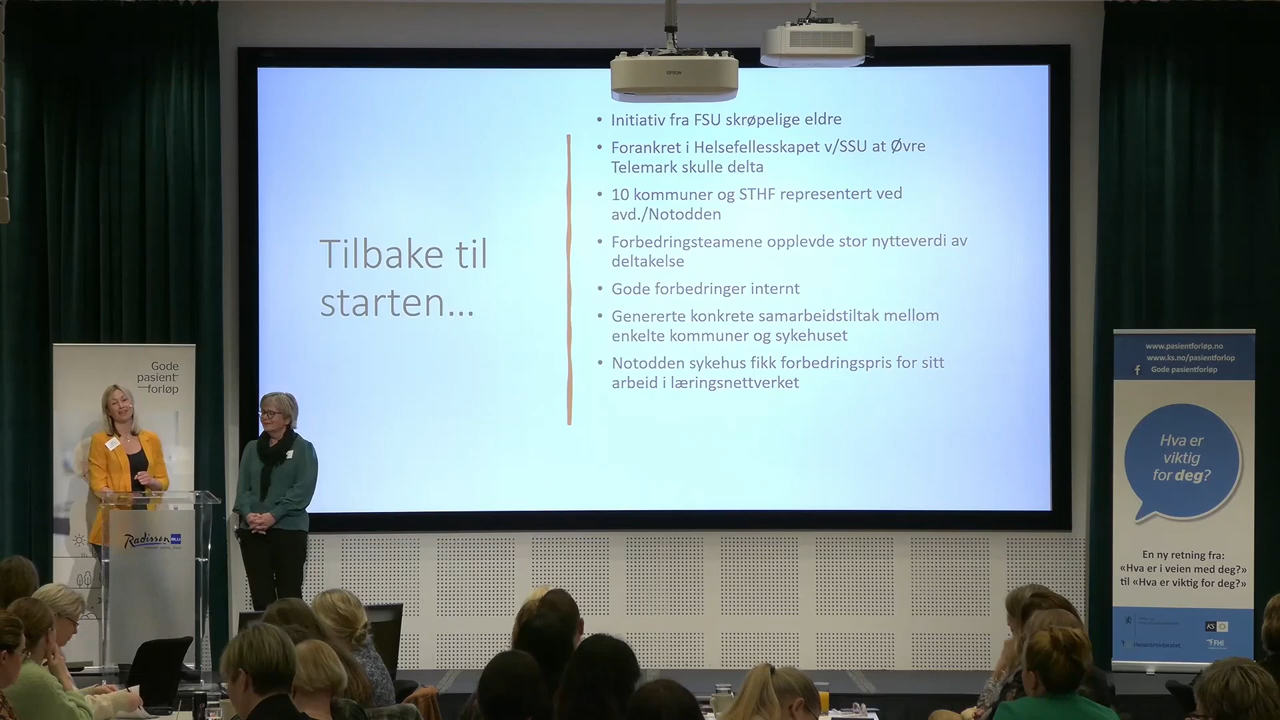 EPSON
Tilbake til
starten...
• Initiativ fra FSU skrøpelige eldre
• Forankret i Helsefellesskapet v/SSU at Øvre
Telemark skulle delta
• 10 kommuner og STHF representert ved
avd./Notodden
• Forbedringsteamene opplevde stor nytteverdi av
deltakelse
• Gode forbedringer internt
• Genererte konkrete samarbeidstiltak mellom
enkelte kommuner og sykehuset
• Notodden sykehus fikk forbedringspris for sitt
arbeid i læringsnettverket
Gode
pasient
forløp
Radisson BLU
www.pasientforløp.no
www.ks.no/pasientforlop
Gode pasientforløp
Hva er
viktig
for deg?
En ny retning fra:
«Hva er i veien med deg?»
til «Hva er viktig for deg?»
KS
Helsedirektoratet
FHI